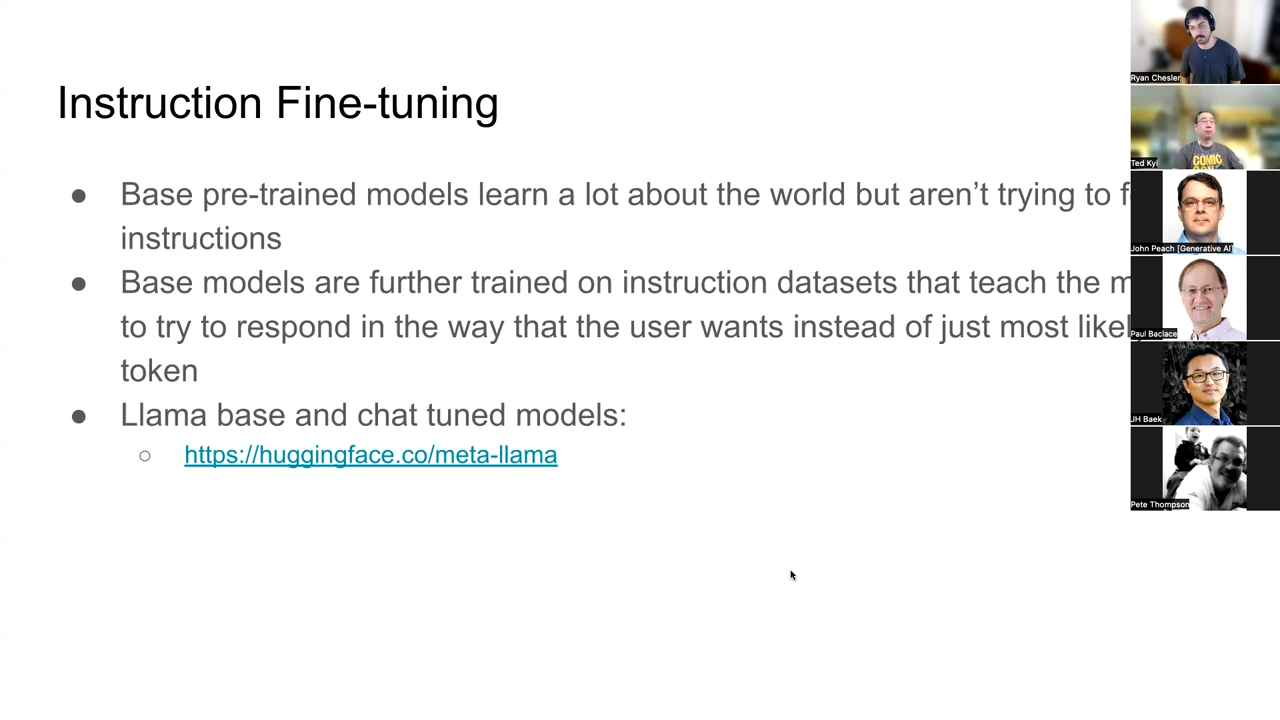 Instruction Fine-tuning
● Base pre-trained models learn a lot about the world but aren’t trying to
instructions
● Base models are further trained on instruction datasets that teach the
to try to respond in the way that the user wants instead of just most
token
● Llama base and chat tuned models:
○ https://huggingface.co/meta-llama
Ryan Chesler
Ted Kyi
COMIC
John Peach [Generative AI]
Paul Baclace
JH Baek
Pete Thompson